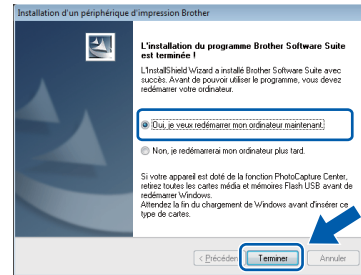 Installation d'un périphérique d'impression Brother
L'installation du programme Brother Software Suite
est terminée !
L'InstallShield Wizard a installé Brother Software Suite avec
succès. Avant de pouvoir utiliser le programme, vous devez
redémarrer votre ordinateur.
Oui, je veux redémarrer mon ordinateur maintenant.
Non, je redémarrerai mon ordinateur plus tard.
Si votre appareil est doté de la fonction PhotoCapture Center,
retirez toutes les cartes média et mémoires Flash USB avant de
redémarrer Windows.
Attendez la fin du chargement de Windows avant d'insérer ce
type de cartes.
< Précéden
Terminer
Annuler